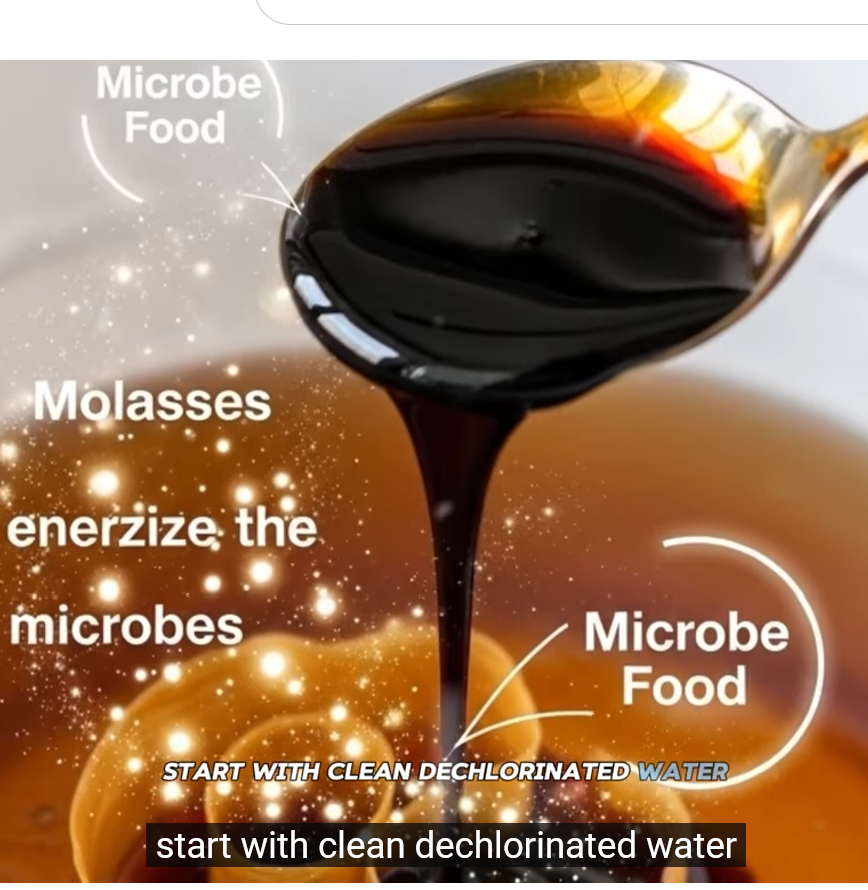 Microbe
Food
Molasses
enerzize the
microbes
Microbe
Food
START WITH CLEAN DECHLORINATED WATER
start with clean dechlorinated water